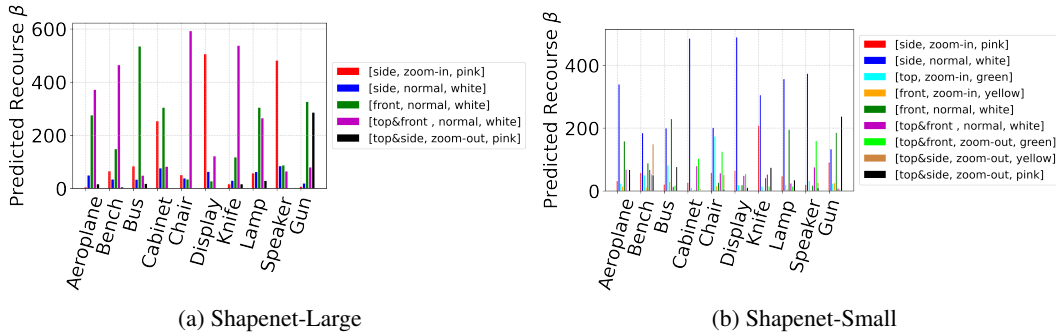 Predicted Recourse β
600
400
200
0
Aeroplane
Bench
Bus
Cabinet
Chair
Display
Knife
Lamp
Speaker
Gun
[side, zoom-in, pink]
[side, normal, white]
[front, normal, white]
[top&front , normal, white]
[top&side, zoom-out, pink]
(a) Shapenet-Large
Predicted Recourse β
400
200
0
Aeroplane
Bench
Bus
Cabinet
Chair
Display
Knife
Lamp
Speaker
Gun
[side, zoom-in, pink]
[side, normal, white]
[top, zoom-in, green]
[front, zoom-in, yellow]
[front, normal, white]
[top&front , normal, white]
[top&front, zoom-out, green]
[top&side, zoom-out, yellow]
[top&side, zoom-out, pink]
(b) Shapenet-Small